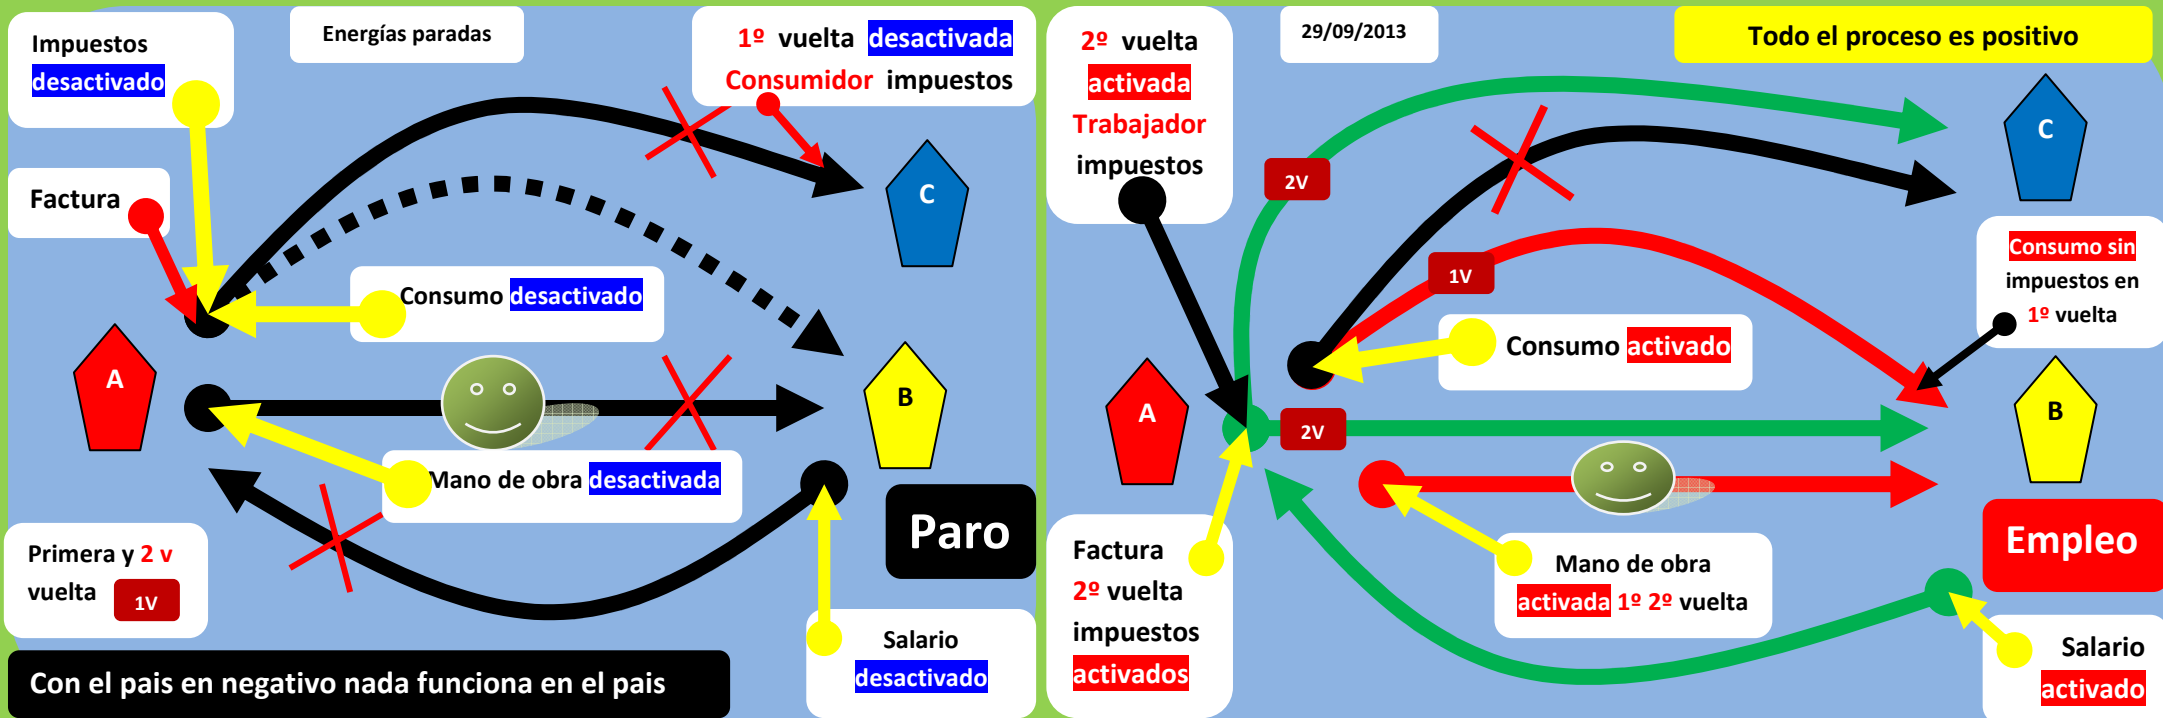 Impuestos
desactivado
Energías paradas
1º vuelta desactivada
Consumidor impuestos
Factura
C
Consumo desactivado
A
B
Mano de obra desactivada
Paro
Primera y 2 v
vuelta 1V
Salario
desactivado
Con el pais en negativo nada funciona en el pais
2º vuelta
activada
Trabajador
impuestos
29/09/2013
Todo el proceso es positivo
C
2V
1V
Consumo sin
impuestos en
1º vuelta
Consumo activado
A
2V
B
Factura
2º vuelta
impuestos
activados
Mano de obra
activada 1º 2º vuelta
Empleo
Salario
activado